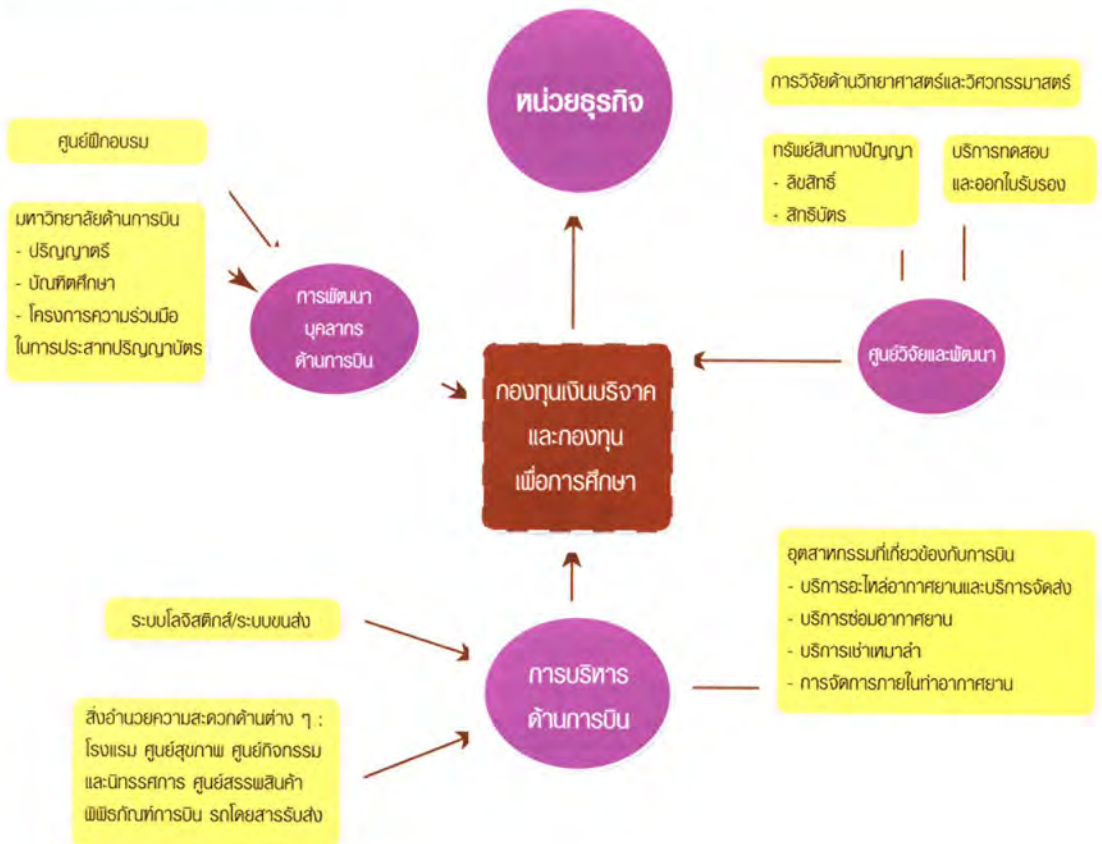 หน่วยธุรกิจ
การวิจัยด้านวิทยาศาสตร์และวิศวกรรมาสตร์
ทรัพย์สินทางปัญญา
- ลิขสิทธิ์
- สิทธิบัตร
บริการทดสอบ
และออกใบรับรอง
ศูนย์ฝึกอบรม
มหาวิทยาลัยด้านการบิน
- ปริญญาตรี
- บัณฑิตศึกษา
- โครงการความร่วมมือ
ในการประสาทปริญญาบัตร
การพัฒนา
บุคลากร
ด้านการบิน
ศูนย์วิจัยและพัฒนา
กองทุนเงินบริจาค
และกองทุน
เพื่อการศึกษา
ระบบโลจิสติกส์/ระบบขนส่ง
สิ่งอำนวยความสะดวกด้านต่าง ๆ :
โรงแรม ศูนย์สุขภาพ ศูนย์กิจกรรม
และนิทรรศการ ศูนย์สรรพสินค้า
พิพิธภัณฑ์การบิน รถโดยสารรับส่ง
การบริหาร
ด้านการบิน
อุตสาหกรรมที่เกี่ยวข้องกับการบิน
- บริการอะไหล่อากาศยานและบริการจัดส่ง
- บริการซ่อมอากาศยาน
- บริการเช่าเหมาลำ
- การจัดการภายในท่าอากาศยาน